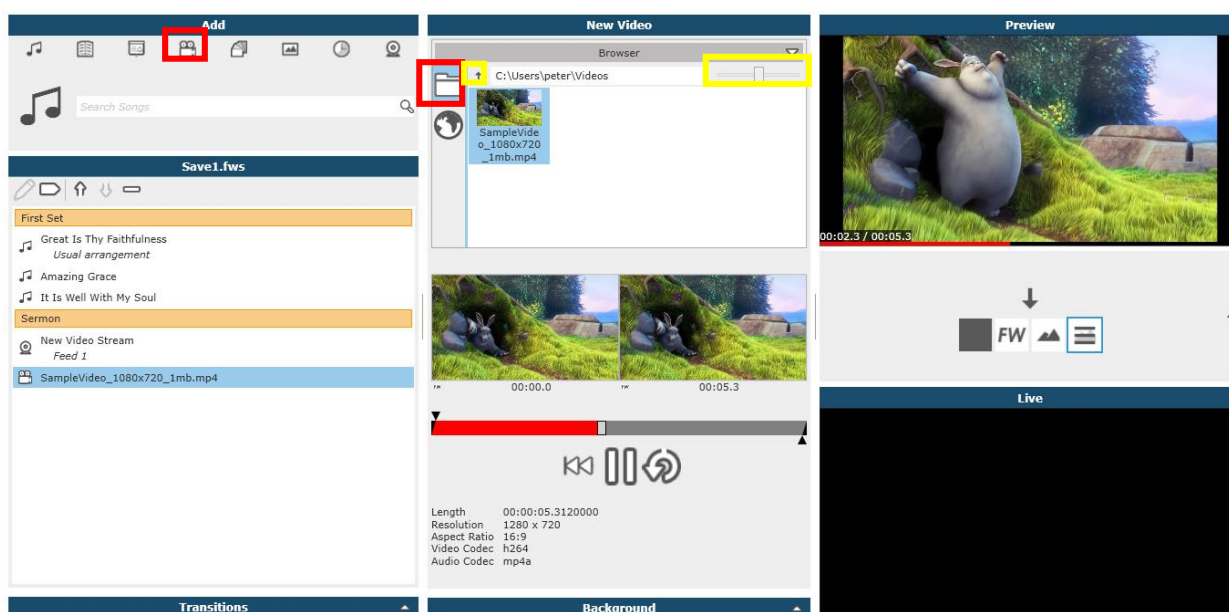 Add
Search Songs
Save1.fws
First Set
Great Is Thy Faithfulness
Usual arrangement
Amazing Grace
It Is Well With My Soul
Sermon
New Video Stream
Feed 1
SampleVideo_1080x720_1mb.mp4
Transitions
New Video
Browser
C:\Users\peter\Videos
SampleVide
o_1080x720
_1mb.mp4
00:00.0
00:05.3
Length 00:00:05.3120000
Resolution 1280 x 720
Aspect Ratio 16:9
Video Codec h264
Audio Codec mp4a
Background
Preview
00:02.3 / 00:05.3
FW
Live